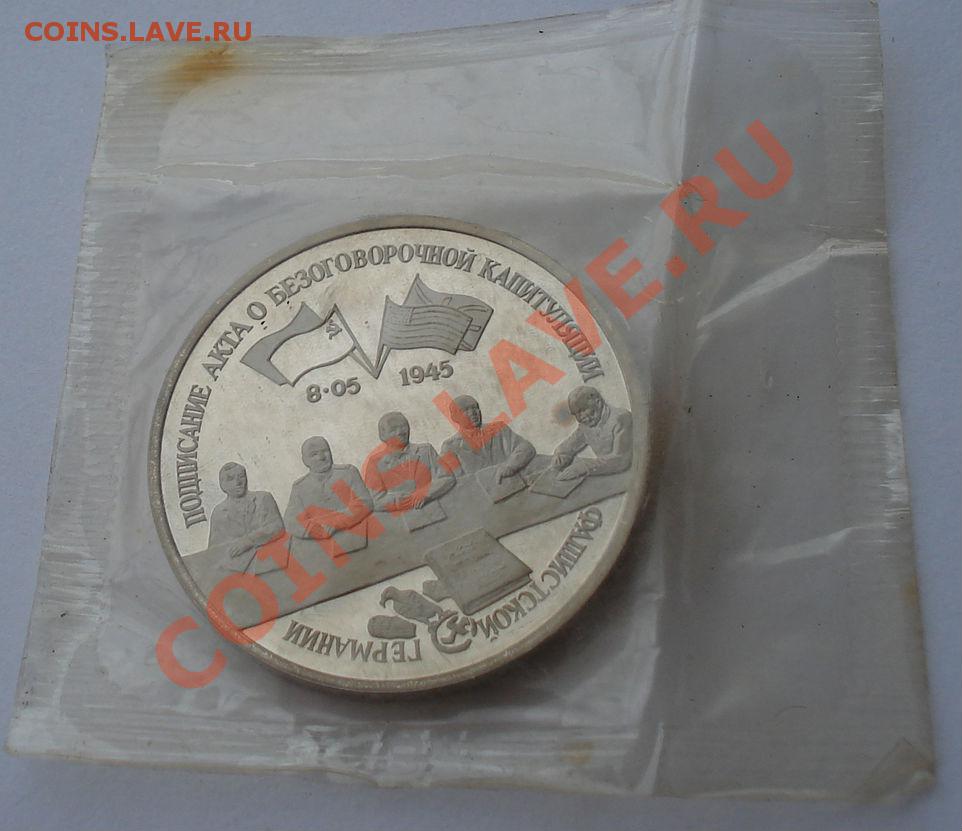 COINS.LAVE.RU
ПОДПИСАНИЕ АКТА О БЕЗОГОВОРОЧНОЙ КАПИТУЛЯЦИИ
ФАШИСТСКОЙ ГЕРМАНИИ
8·05 1945
COINS.LAVE.RU